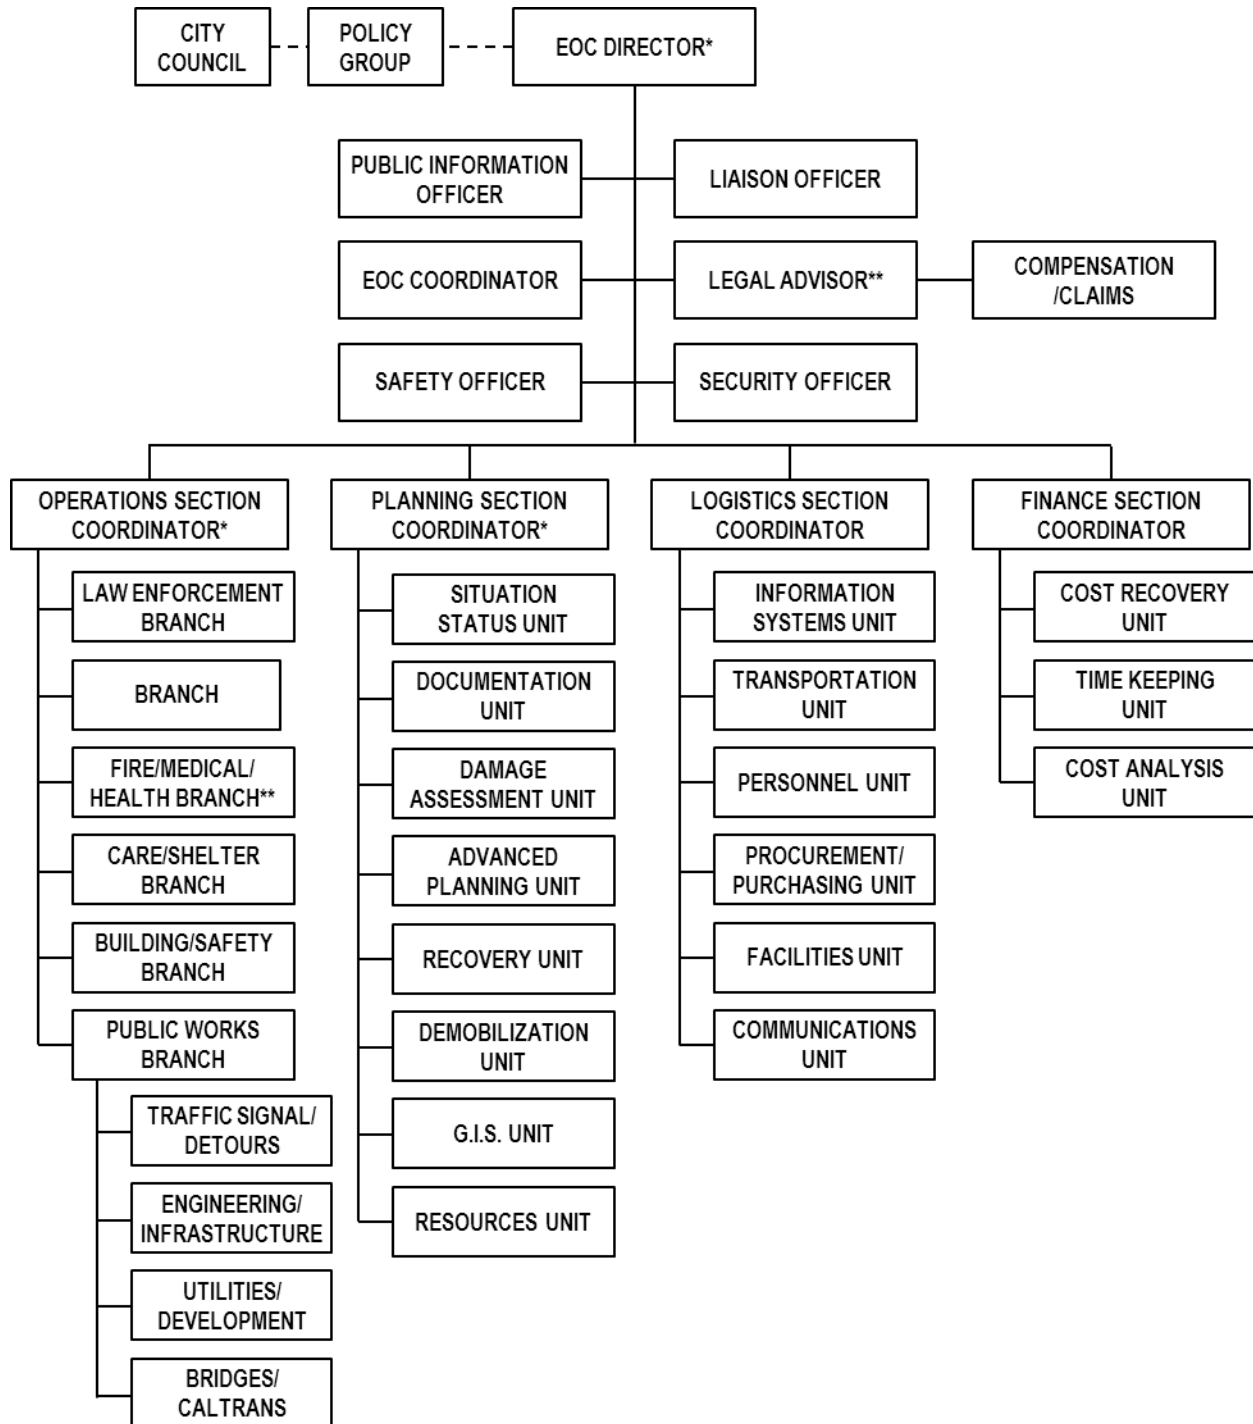 CITY
COUNCIL
POLICY
GROUP
EOC DIRECTOR*
PUBLIC INFORMATION
OFFICER
LIAISON OFFICER
EOC COORDINATOR
LEGAL ADVISOR**
COMPENSATION
/CLAIMS
SAFETY OFFICER
SECURITY OFFICER
OPERATIONS SECTION
COORDINATOR*
LAW ENFORCEMENT
BRANCH
BRANCH
FIRE/MEDICAL/
HEALTH BRANCH**
CARE/SHELTER
BRANCH
BUILDING/SAFETY
BRANCH
PUBLIC WORKS
BRANCH
TRAFFIC SIGNAL/
DETOURS
ENGINEERING/
INFRASTRUCTURE
UTILITIES/
DEVELOPMENT
BRIDGES/
CALTRANS
PLANNING SECTION
COORDINATOR*
SITUATION
STATUS UNIT
DOCUMENTATION
UNIT
DAMAGE
ASSESSMENT UNIT
ADVANCED
PLANNING UNIT
RECOVERY UNIT
DEMOBILIZATION
UNIT
G.I.S. UNIT
RESOURCES UNIT
LOGISTICS SECTION
COORDINATOR
INFORMATION
SYSTEMS UNIT
TRANSPORTATION
UNIT
PERSONNEL UNIT
PROCUREMENT/
PURCHASING UNIT
FACILITIES UNIT
COMMUNICATIONS
UNIT
FINANCE SECTION
COORDINATOR
COST RECOVERY
UNIT
TIME KEEPING
UNIT
COST ANALYSIS
UNIT